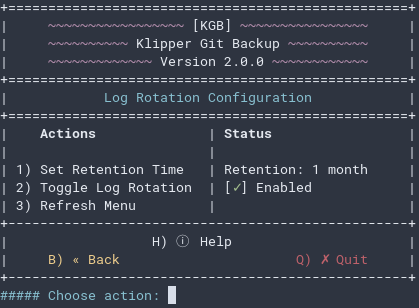 +==================================================+
| ~~~~~~~~~~~~~~~~~ [KGB] ~~~~~~~~~~~~~~~~ |
| ~~~~~~~~~~ Klipper Git Backup ~~~~~~~~~~ |
| ~~~~~~~~~~~~~ Version 2.0.0 ~~~~~~~~~~~~ |
+==================================================+
| Log Rotation Configuration |
+==================================================+
| Actions | Status |
| | |
| 1) Set Retention Time | Retention: 1 month |
| 2) Toggle Log Rotation | [✓] Enabled |
| 3) Refresh Menu | |
+--------------------------------------------------+
| H) ⓘ Help |
| B) « Back Q) ✗ Quit |
+--------------------------------------------------+
##### Choose action: